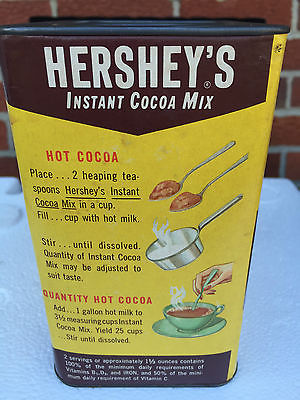 HERSHEY'S®
INSTANT COCOA MIX
HOT COCOA
Place . . . 2 heaping tea-
spoons Hershey's Instant
Cocoa Mix in a cup.
Fill . . . cup with hot milk.
Stir . . . until dissolved.
Quantity of Instant Cocoa
Mix may be adjusted to
suit taste.
QUANTITY HOT COCOA
Add . . . 1 gallon hot milk to
3½ measuring cups Instant
Cocoa Mix. Yield 25 cups
. . . Stir until dissolved.
2 servings or approximately 1½ ounces contains
100% of the minimum daily requirements of
Vitamins B₁, D₂, and IRON, and 50% of the mini-
mum daily requirement of Vitamin C